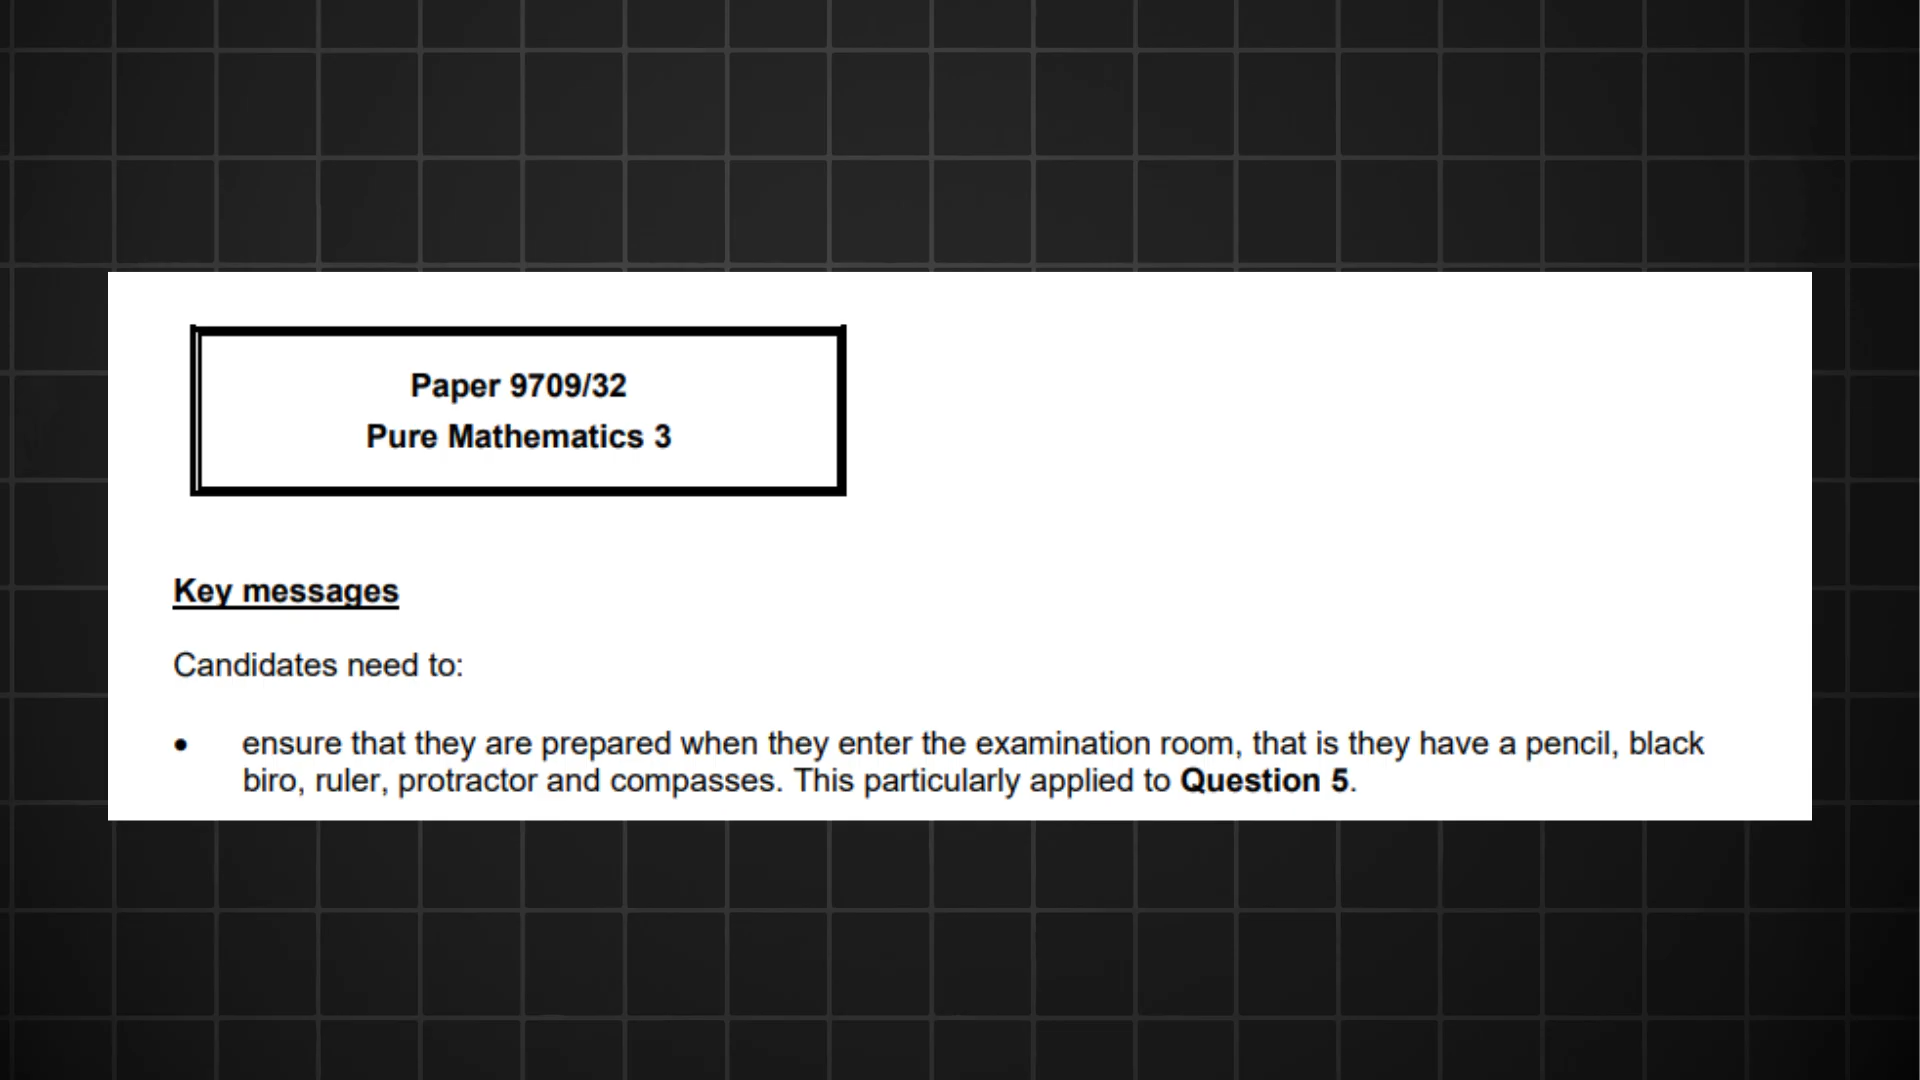 Paper 9709/32
Pure Mathematics 3
Key messages
Candidates need to:
• ensure that they are prepared when they enter the examination room, that is they have a pencil, black
biro, ruler, protractor and compasses. This particularly applied to Question 5.